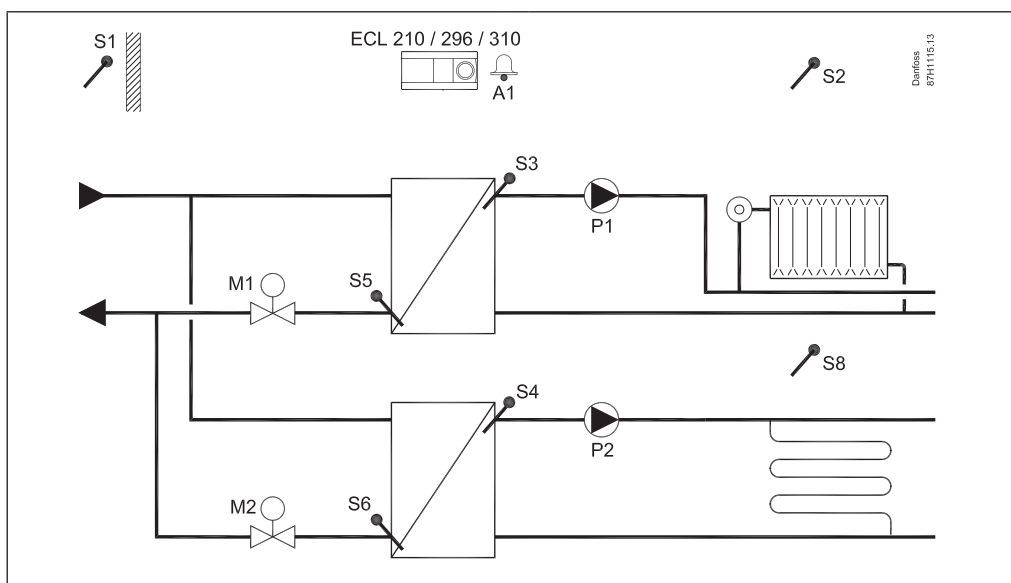 S1
ECL 210 / 296 / 310
A1
S2
Danfoss
87H1115.13
S3
P1
M1
S5
S8
S4
P2
M2
S6